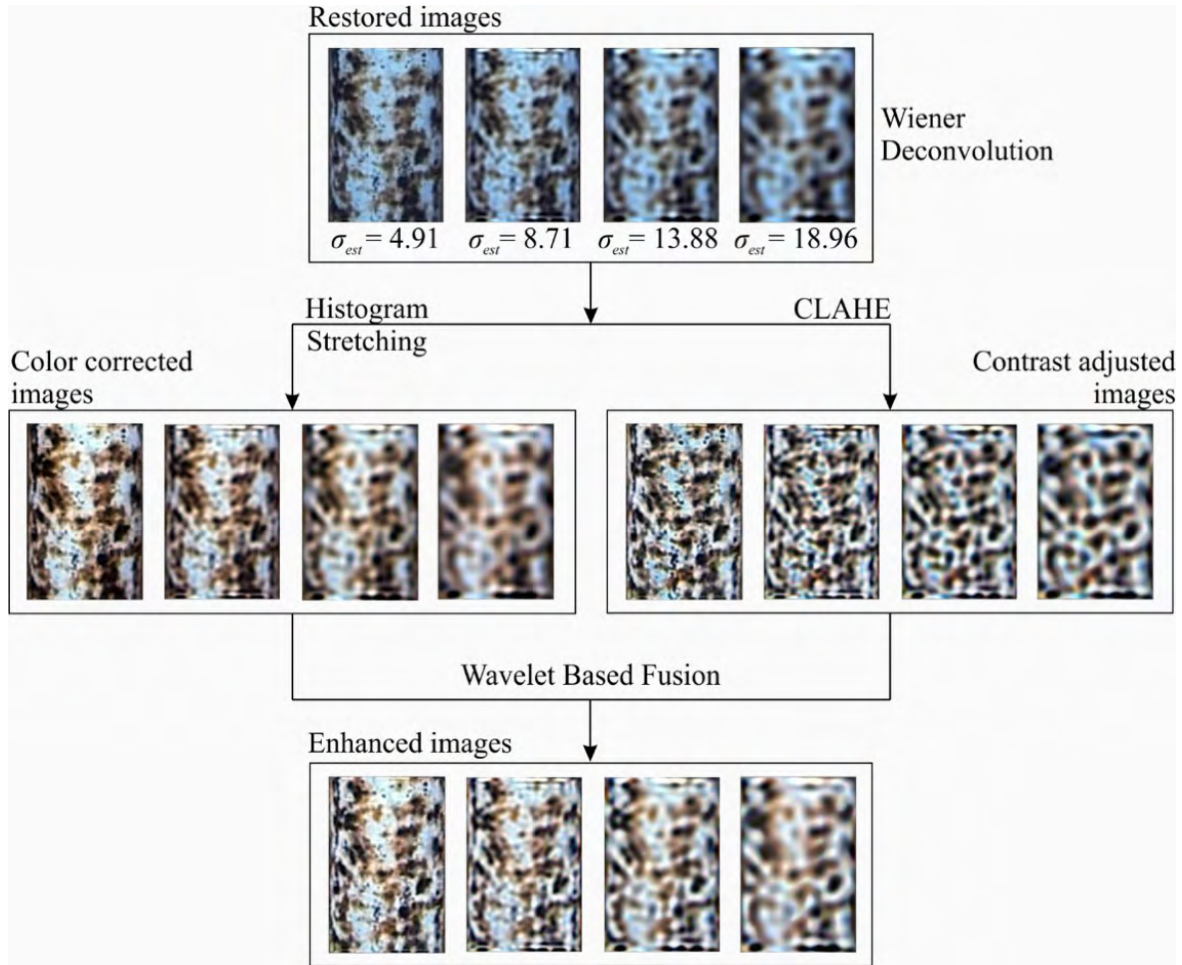 Restored images
Wiener
Deconvolution
σest = 4.91 σest = 8.71 σest = 13.88 σest = 18.96
Histogram
Stretching
CLAHE
Color corrected
images
Contrast adjusted
images
Wavelet Based Fusion
Enhanced images